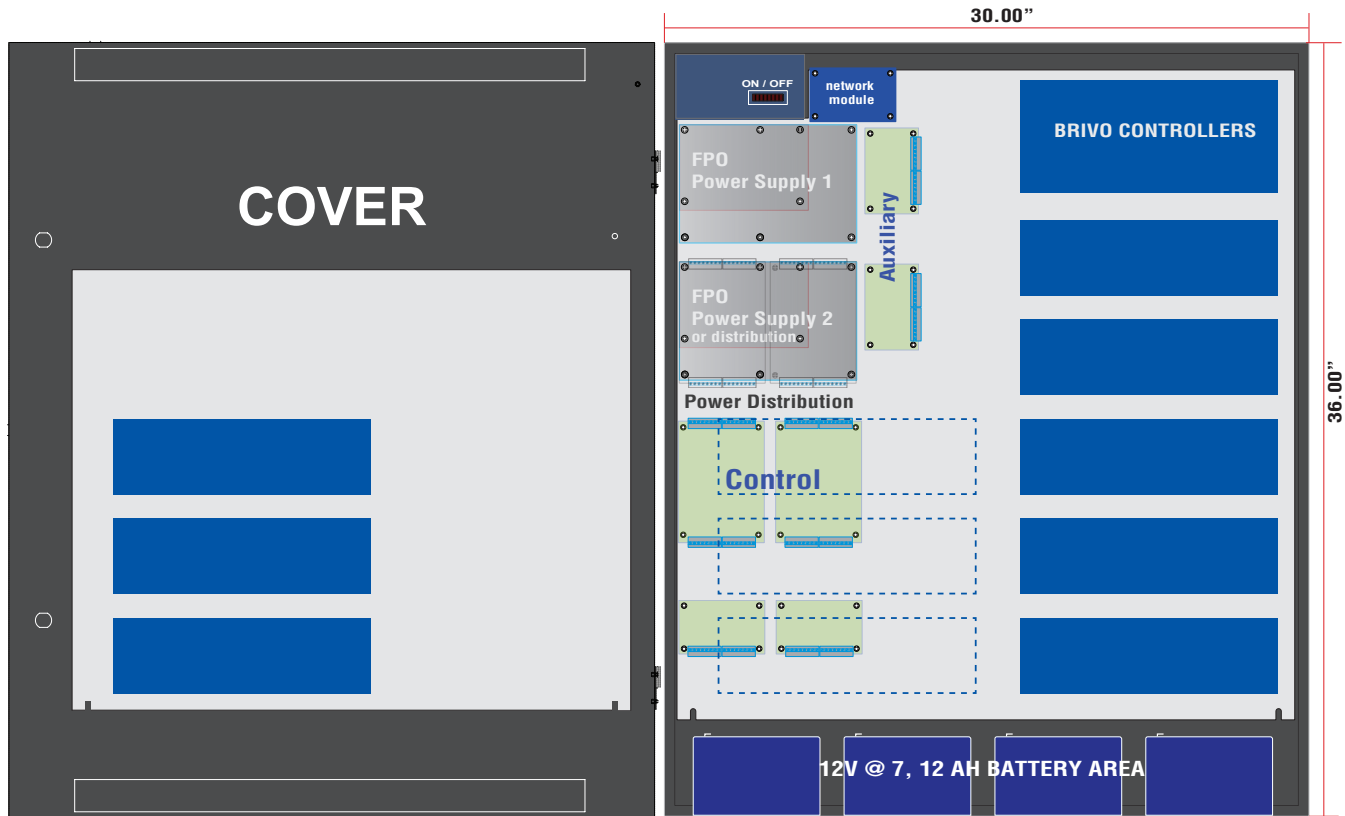 30.00”
COVER
ON / OFF
network
module
BRIVO CONTROLLERS
FPO
Power Supply 1
Auxiliary
FPO
Power Supply 2
or distribution
36.00”
Power Distribution
Control
12V @ 7, 12 AH BATTERY AREA